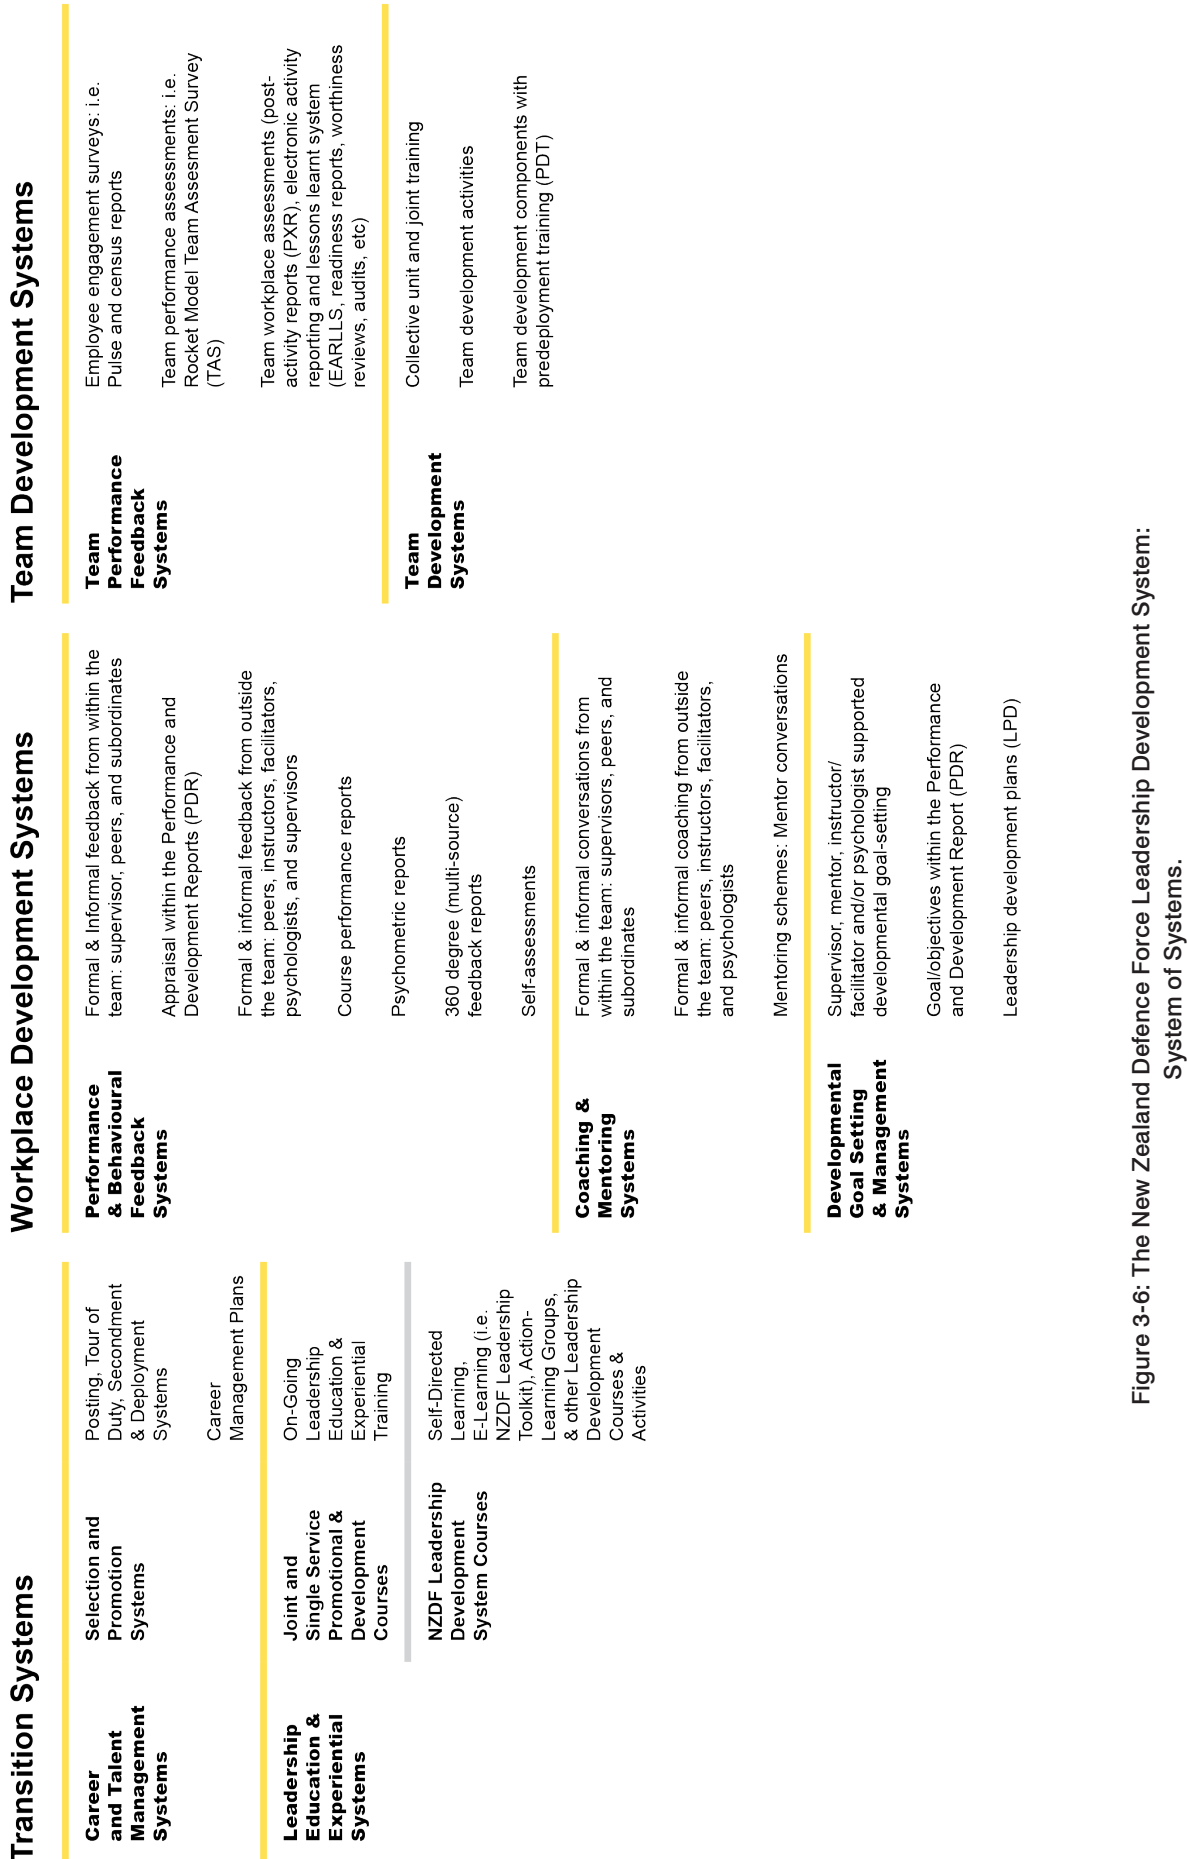 Transition Systems
Career
and Talent
Management
Systems
Selection and
Promotion
Systems
Posting, Tour of
Duty, Secondment
& Deployment
Systems
Career
Management Plans
Leadership
Education &
Experiential
Systems
Joint and
Single Service
Promotional &
Development
Courses
On-Going
Leadership
Education &
Experiential
Training
NZDF Leadership
Development
System Courses
Self-Directed
Learning,
E-Learning (i.e.
NZDF Leadership
Toolkit), Action-
Learning Groups,
& other Leadership
Development
Courses &
Activities
Workplace Development Systems
Performance
& Behavioural
Feedback
Systems
Formal & Informal feedback from within the
team: supervisor, peers, and subordinates
Appraisal within the Performance and
Development Reports (PDR)
Formal & informal feedback from outside
the team: peers, instructors, facilitators,
psychologists, and supervisors
Course performance reports
Psychometric reports
360 degree (multi-source)
feedback reports
Self-assessments
Coaching &
Mentoring
Systems
Formal & informal conversations from
within the team: supervisors, peers, and
subordinates
Formal & informal coaching from outside
the team: peers, instructors, facilitators,
and psychologists
Mentoring schemes: Mentor conversations
Developmental
Goal Setting
& Management
Systems
Supervisor, mentor, instructor/
facilitator and/or psychologist supported
developmental goal-setting
Goal/objectives within the Performance
and Development Report (PDR)
Leadership development plans (LPD)
Team Development Systems
Team
Performance
Feedback
Systems
Employee engagement surveys: i.e.
Pulse and census reports
Team performance assessments: i.e.
Rocket Model Team Assesment Survey
(TAS)
Team workplace assessments (post-
activity reports (PXR), electronic activity
reporting and lessons learnt system
(EARLLS, readiness reports, worthiness
reviews, audits, etc)
Team
Development
Systems
Collective unit and joint training
Team development activities
Team development components with
predeployment training (PDT)
Figure 3-6: The New Zealand Defence Force Leadership Development System:
System of Systems.